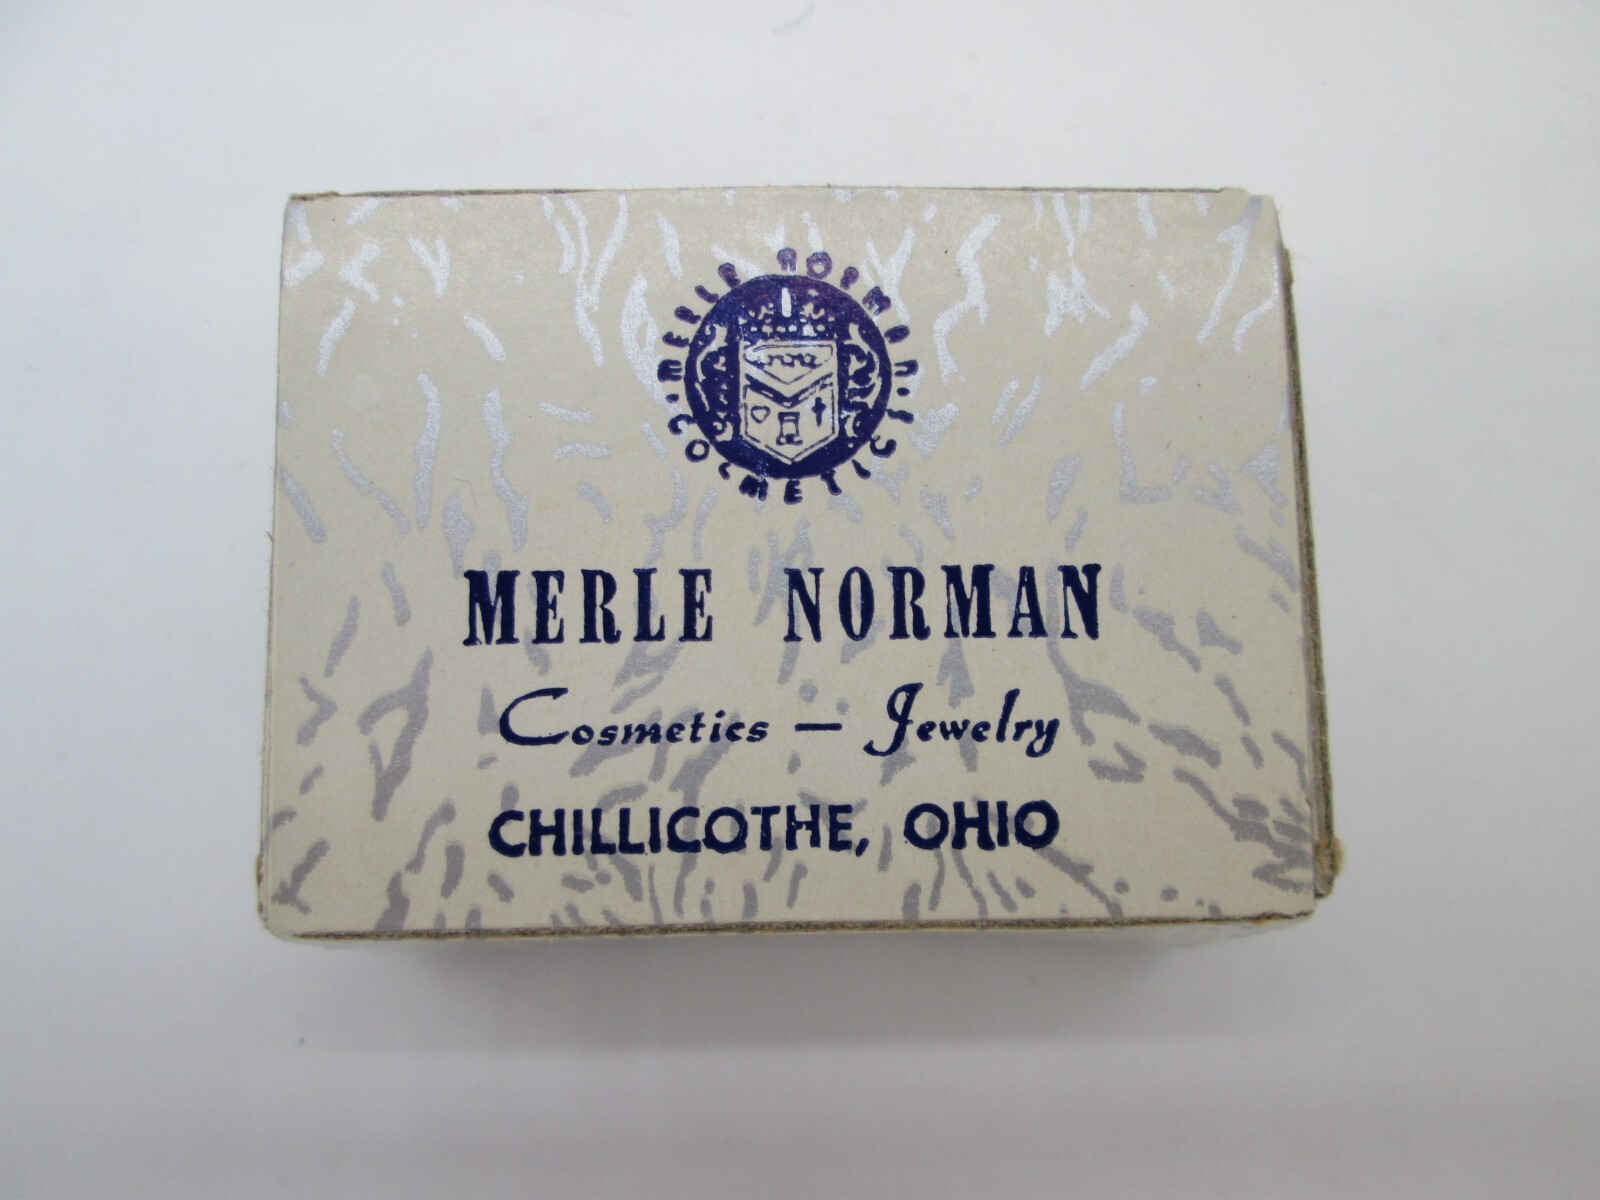 MERLE NORMAN
COSMETICS
MERLE NORMAN
Cosmetics — Jewelry
CHILLICOTHE, OHIO